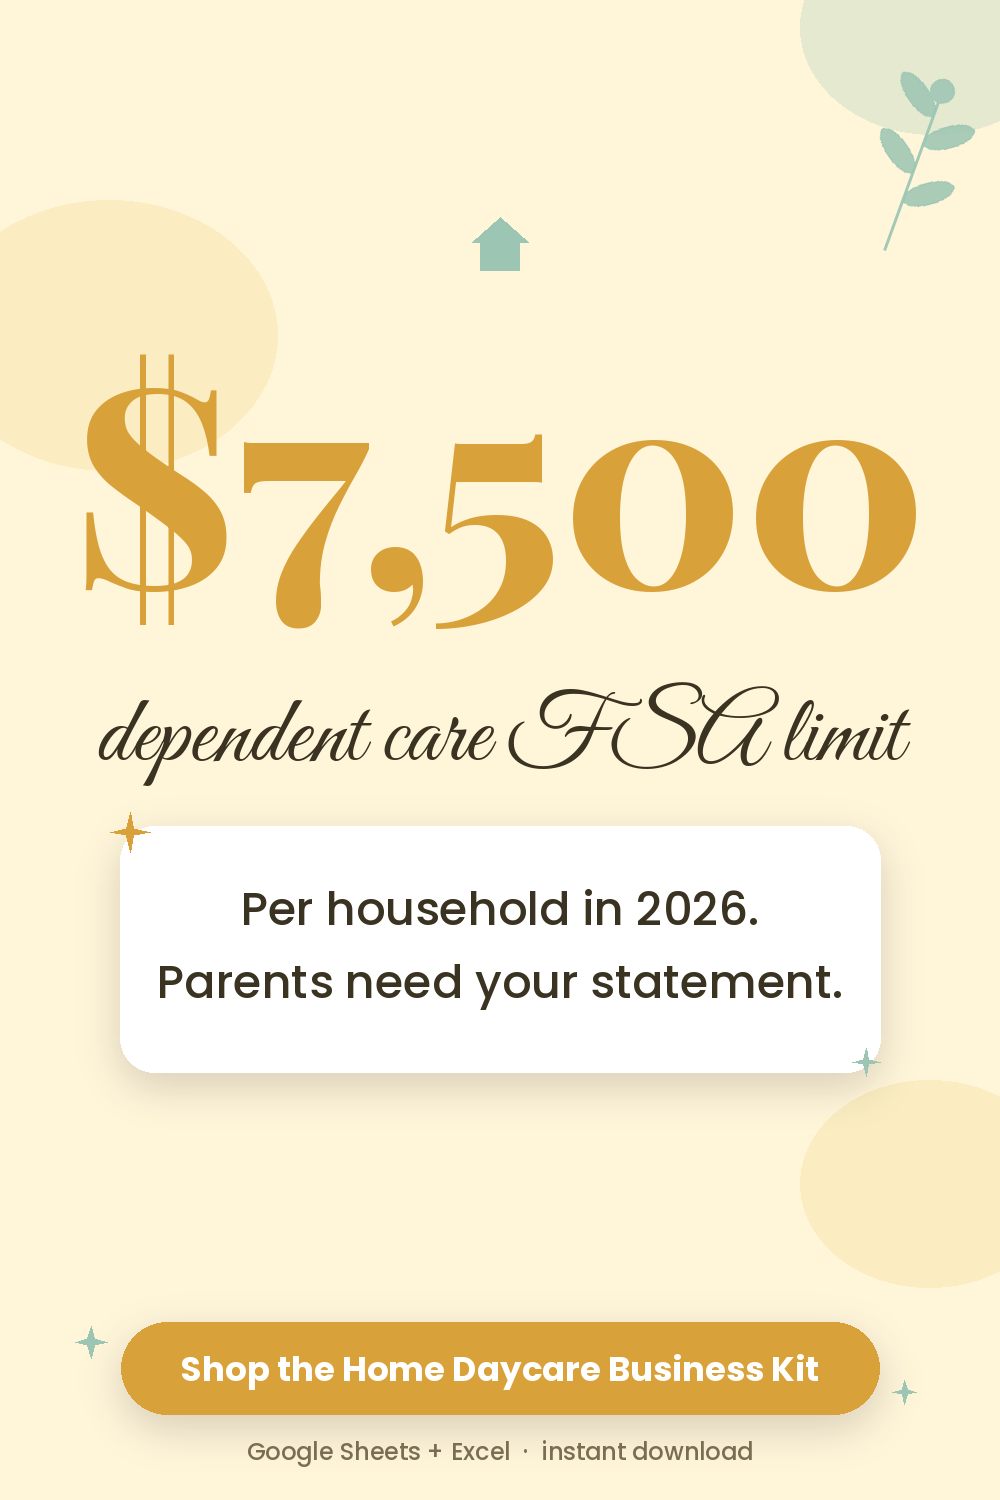 $7,500
dependent care FSA limit
Per household in 2026.
Parents need your statement.
Shop the Home Daycare Business Kit
Google Sheets + Excel · instant download